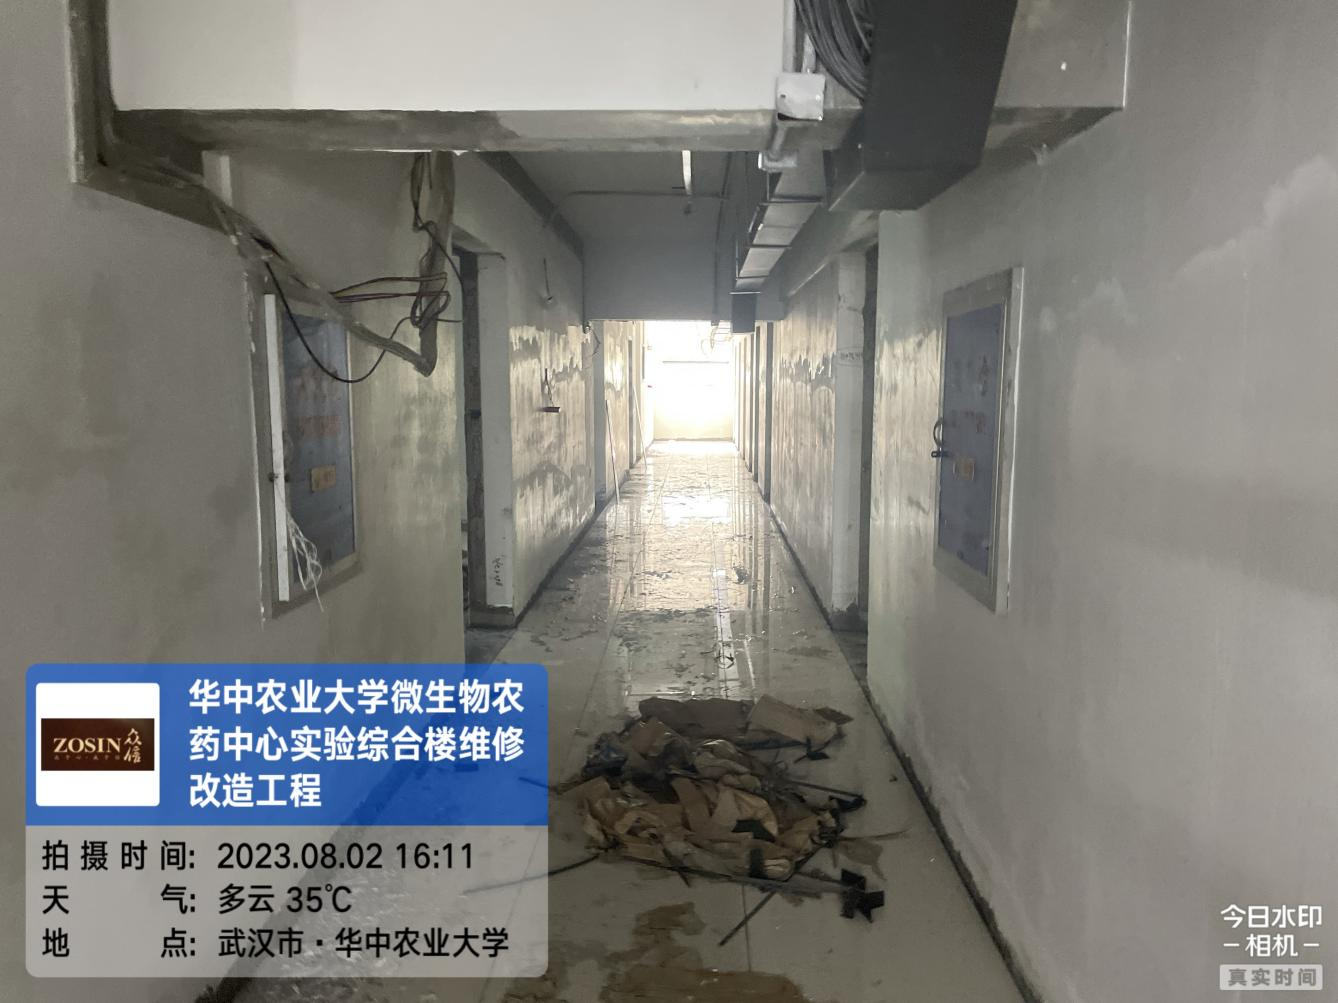 华中农业大学微生物农
药中心实验综合楼维修
改造工程
ZOSIN 众信
拍摄时间: 2023.08.02 16:11
天气: 多云 35℃
地点: 武汉市·华中农业大学
今日水印
-相机-
真实时间